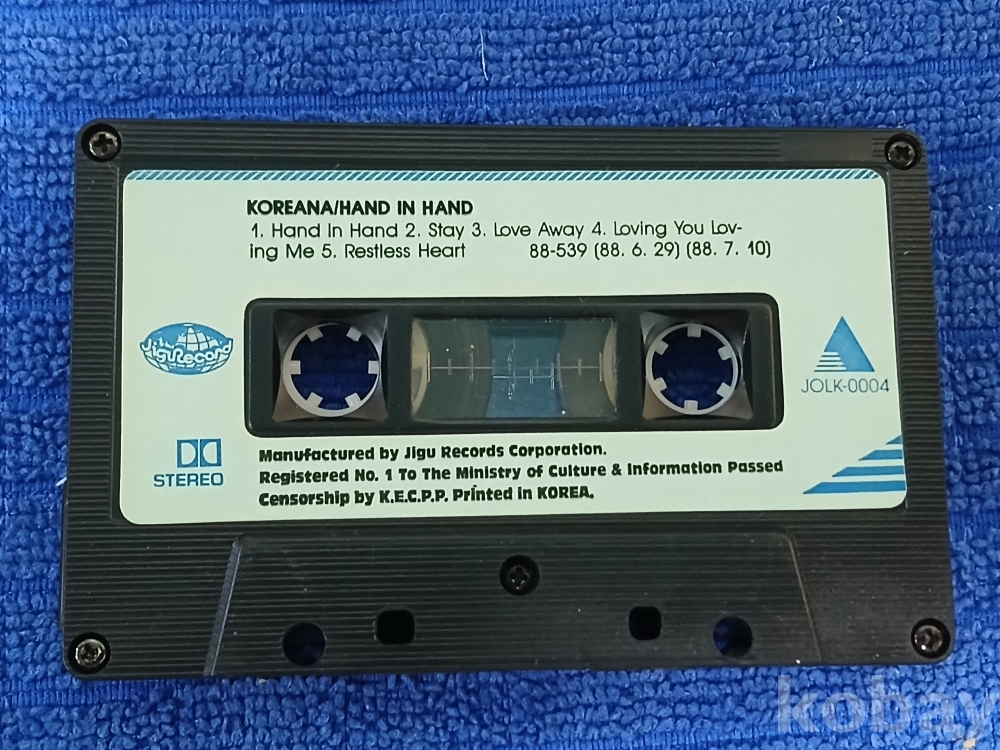 KOREANA/HAND IN HAND
1. Hand In Hand 2. Stay 3. Love Away 4. Loving You Lov-
ing Me 5. Restless Heart 88-539 (88. 6. 29) (88. 7. 10)
the
JiguRecord
JOLK-0004
STEREO
Manufactured by Jigu Records Corporation.
Registered No. 1 To The Ministry of Culture & Information Passed
Censorship by K.E.C.P.P. Printed in KOREA.
kobay